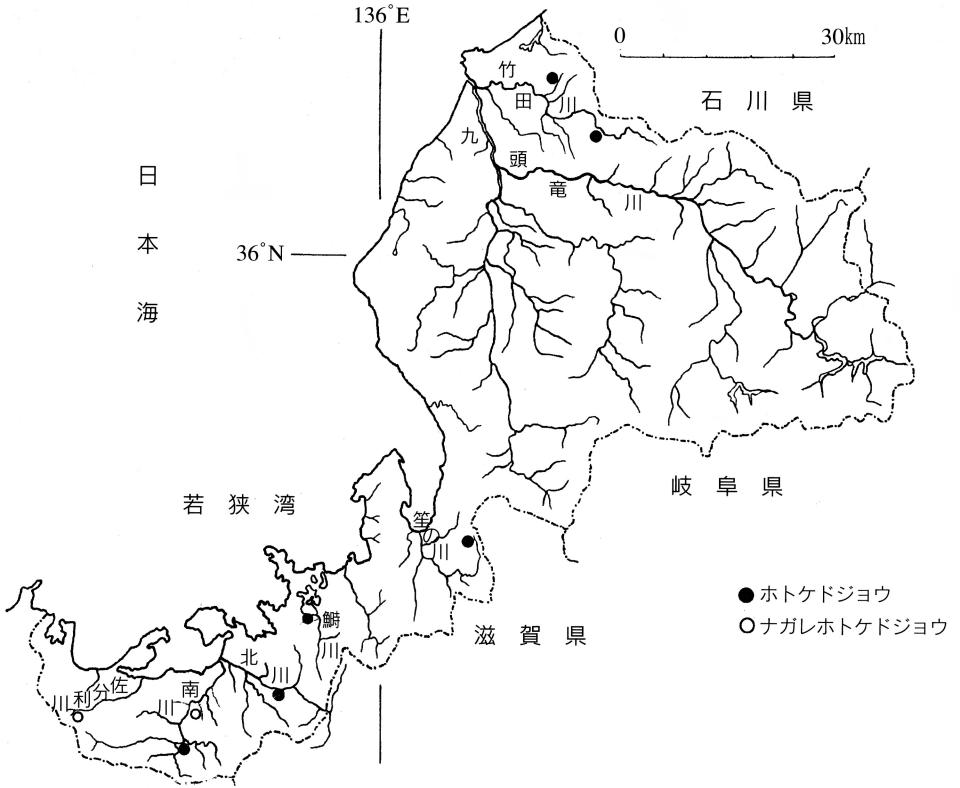 136°E
0 30km
竹田川
石川県
九頭竜川
日本海
36°N
岐阜県
若狭湾
笙川
滋賀県
● ホトケドジョウ
○ ナガレホトケドジョウ
鰣川
北川
南川
佐分利川